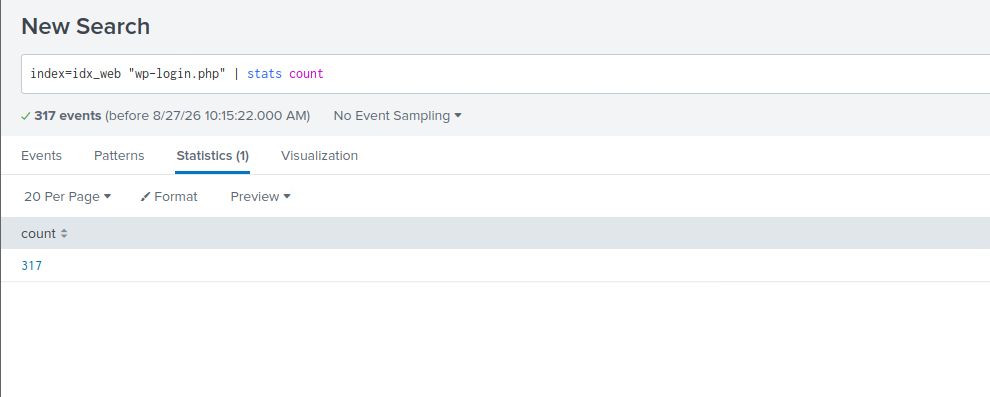 New Search
index=idx_web "wp-login.php" | stats count
317 events (before 8/27/26 10:15:22.000 AM) No Event Sampling
Events Patterns Statistics (1) Visualization
20 Per Page Format Preview
count
317